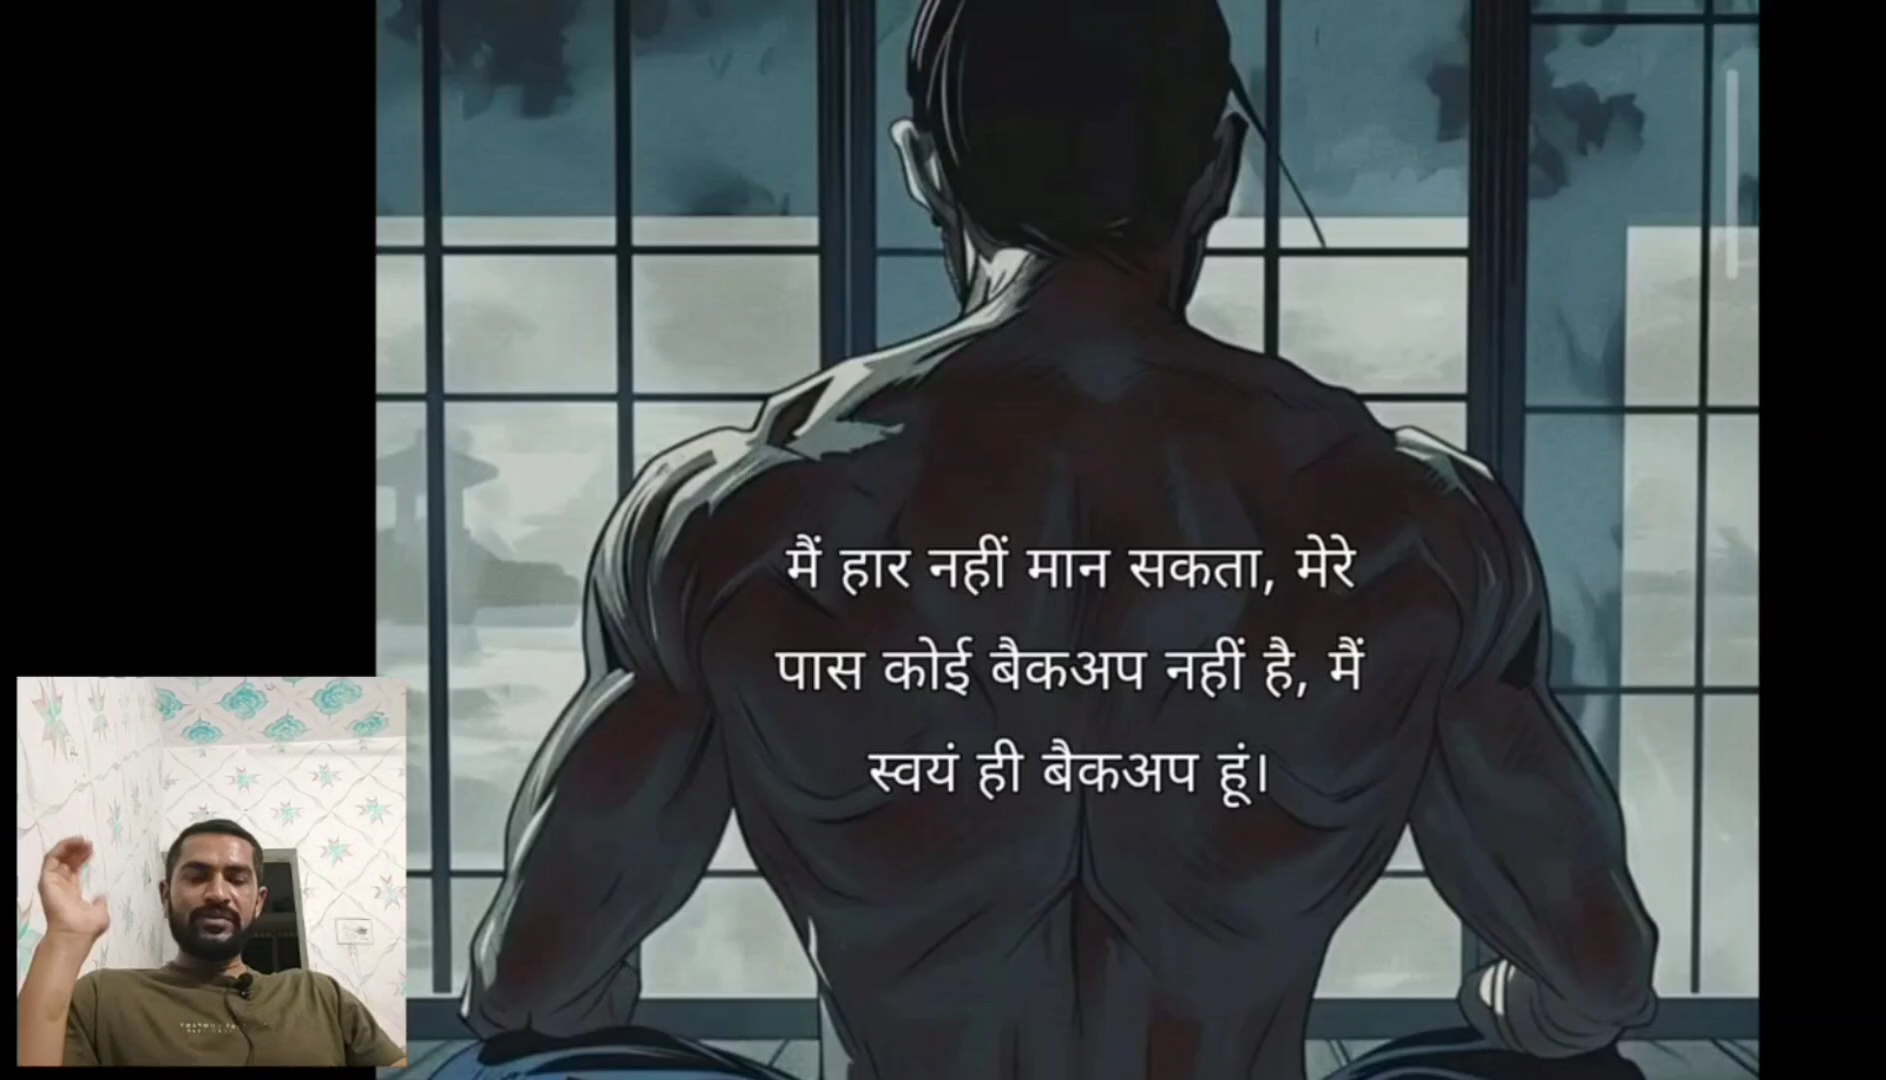 मैं हार नहीं मान सकता, मेरे
पास कोई बैकअप नहीं है, मैं
स्वयं ही बैकअप हूं।